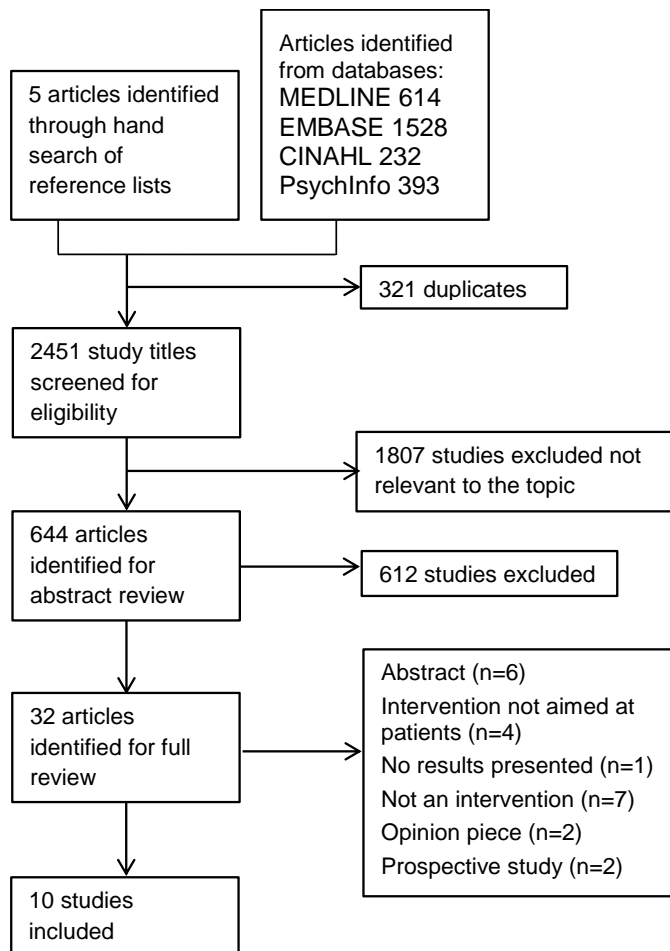 5 articles identified
through hand
search of
reference lists
Articles identified
from databases:
MEDLINE 614
EMBASE 1528
CINAHL 232
PsychInfo 393
321 duplicates
2451 study titles
screened for
eligibility
1807 studies excluded not
relevant to the topic
644 articles
identified for
abstract review
612 studies excluded
32 articles
identified for full
review
Abstract (n=6)
Intervention not aimed at
patients (n=4)
No results presented (n=1)
Not an intervention (n=7)
Opinion piece (n=2)
Prospective study (n=2)
10 studies
included